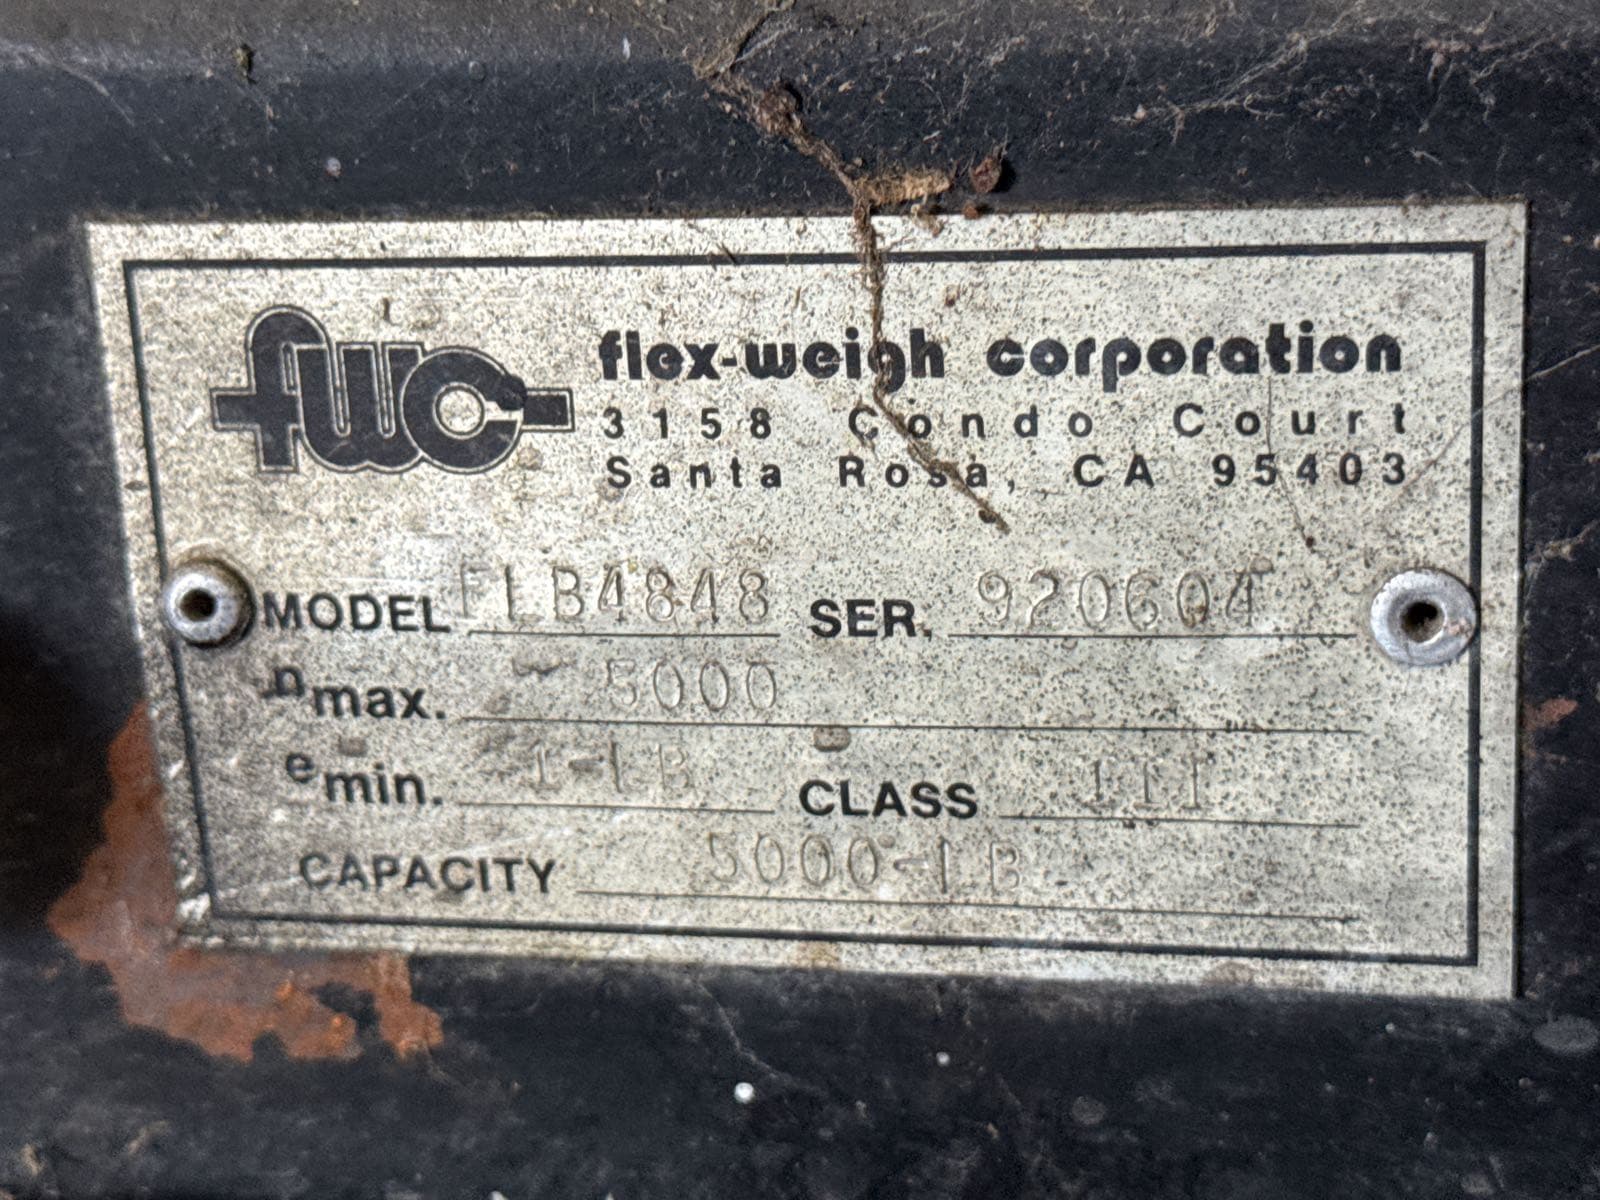 fwc
flex-weigh corporation
3158 Condo Court
Santa Rosa, CA 95403
MODEL FLB4848 SER. 920604
nmax. 5000
emin. 1-LB CLASS III
CAPACITY 5000-LB